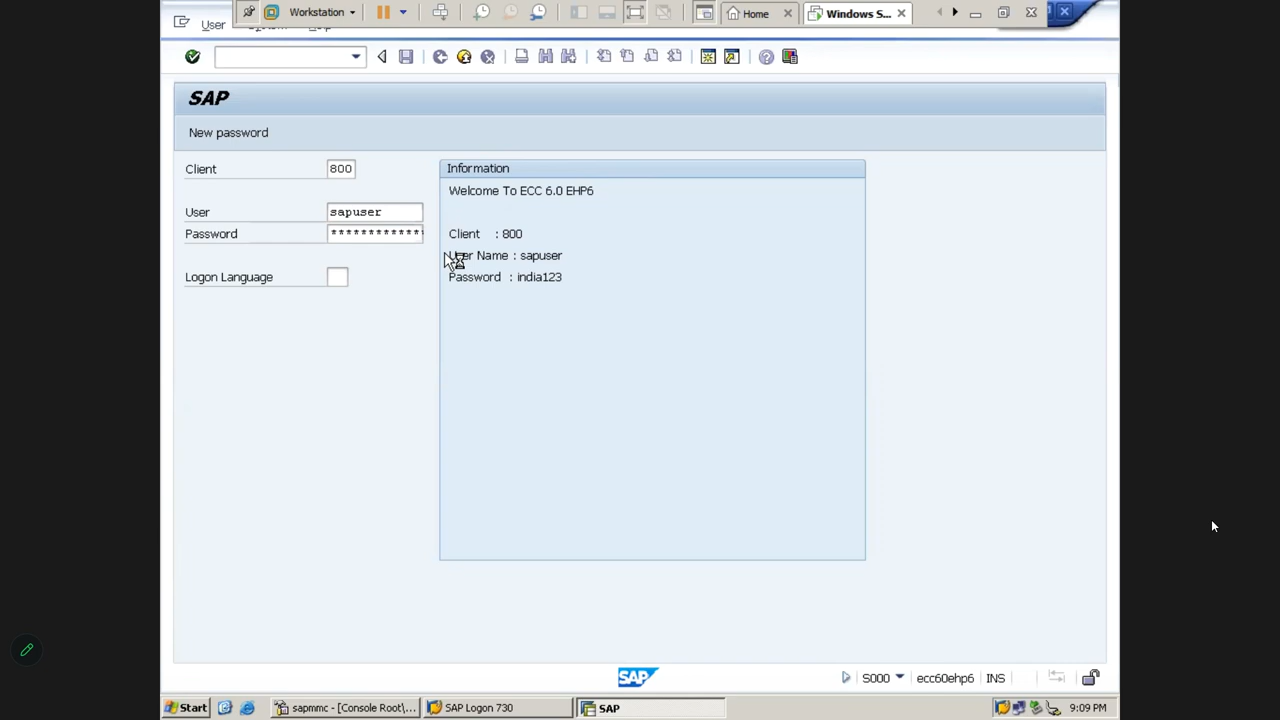 Workstation
Home
Windows S...
User
SAP
New password
Client 800
User sapuser
Password *************
Logon Language
Information
Welcome To ECC 6.0 EHP6
Client : 800
User Name : sapuser
Password : india123
SAP
S000
ecc60ehp6
INS
Start
sapmmc - [Console Root\...
SAP Logon 730
SAP
9:09 PM